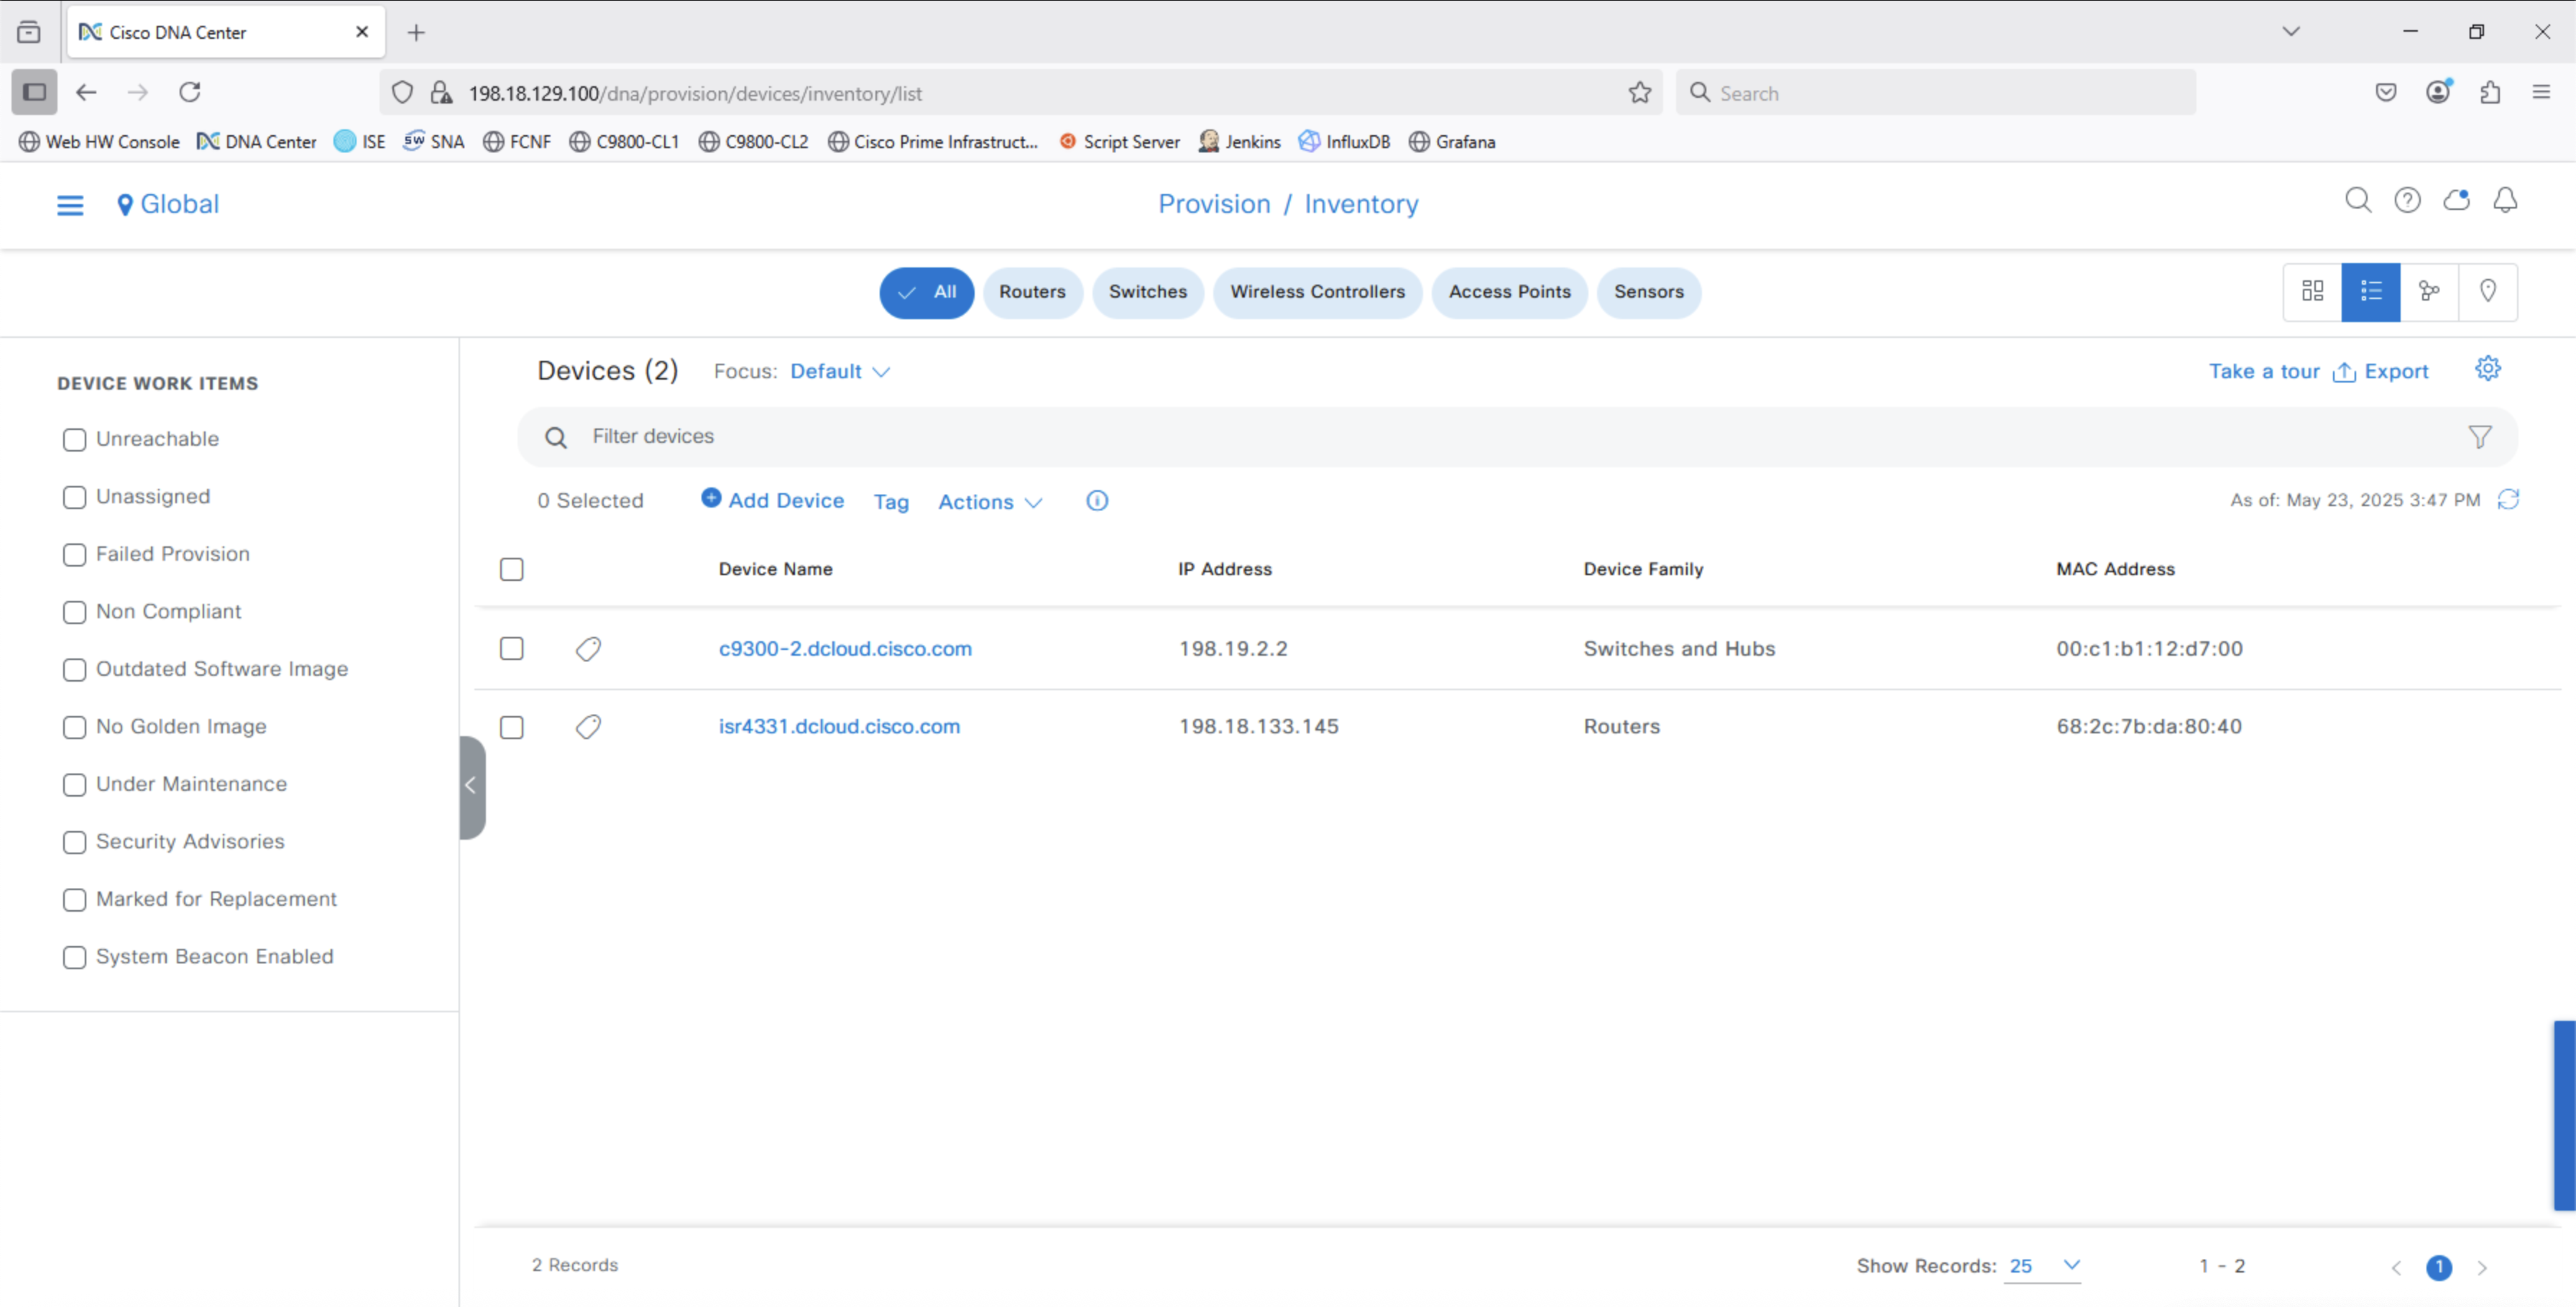 Cisco DNA Center
198.18.129.100/dna/provision/devices/inventory/list
Search
Web HW Console DNA Center ISE SNA FCNF C9800-CL1 C9800-CL2 Cisco Prime Infrastruct... Script Server Jenkins InfluxDB Grafana
Global
Provision / Inventory
All Routers Switches Wireless Controllers Access Points Sensors
DEVICE WORK ITEMS
Unreachable
Unassigned
Failed Provision
Non Compliant
Outdated Software Image
No Golden Image
Under Maintenance
Security Advisories
Marked for Replacement
System Beacon Enabled
Devices (2) Focus: Default Take a tour Export
Filter devices
0 Selected Add Device Tag Actions As of: May 23, 2025 3:47 PM
Device Name IP Address Device Family MAC Address
c9300-2.dcloud.cisco.com 198.19.2.2 Switches and Hubs 00:c1:b1:12:d7:00
isr4331.dcloud.cisco.com 198.18.133.145 Routers 68:2c:7b:da:80:40
2 Records Show Records: 25 1 - 2 1